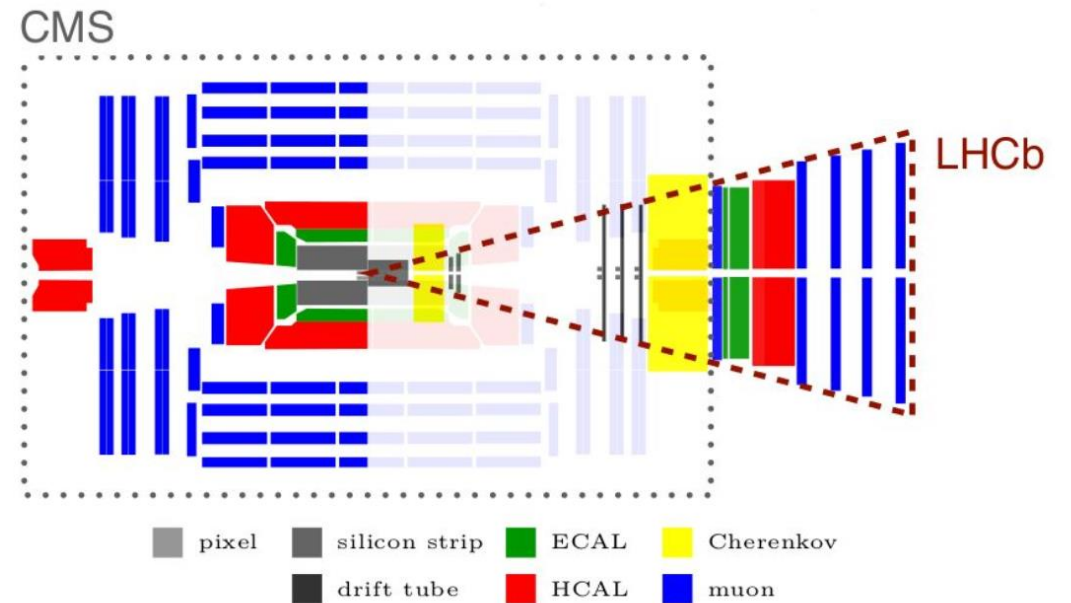 CMS
LHCb
pixel silicon strip ECAL Cherenkov
drift tube HCAL muon